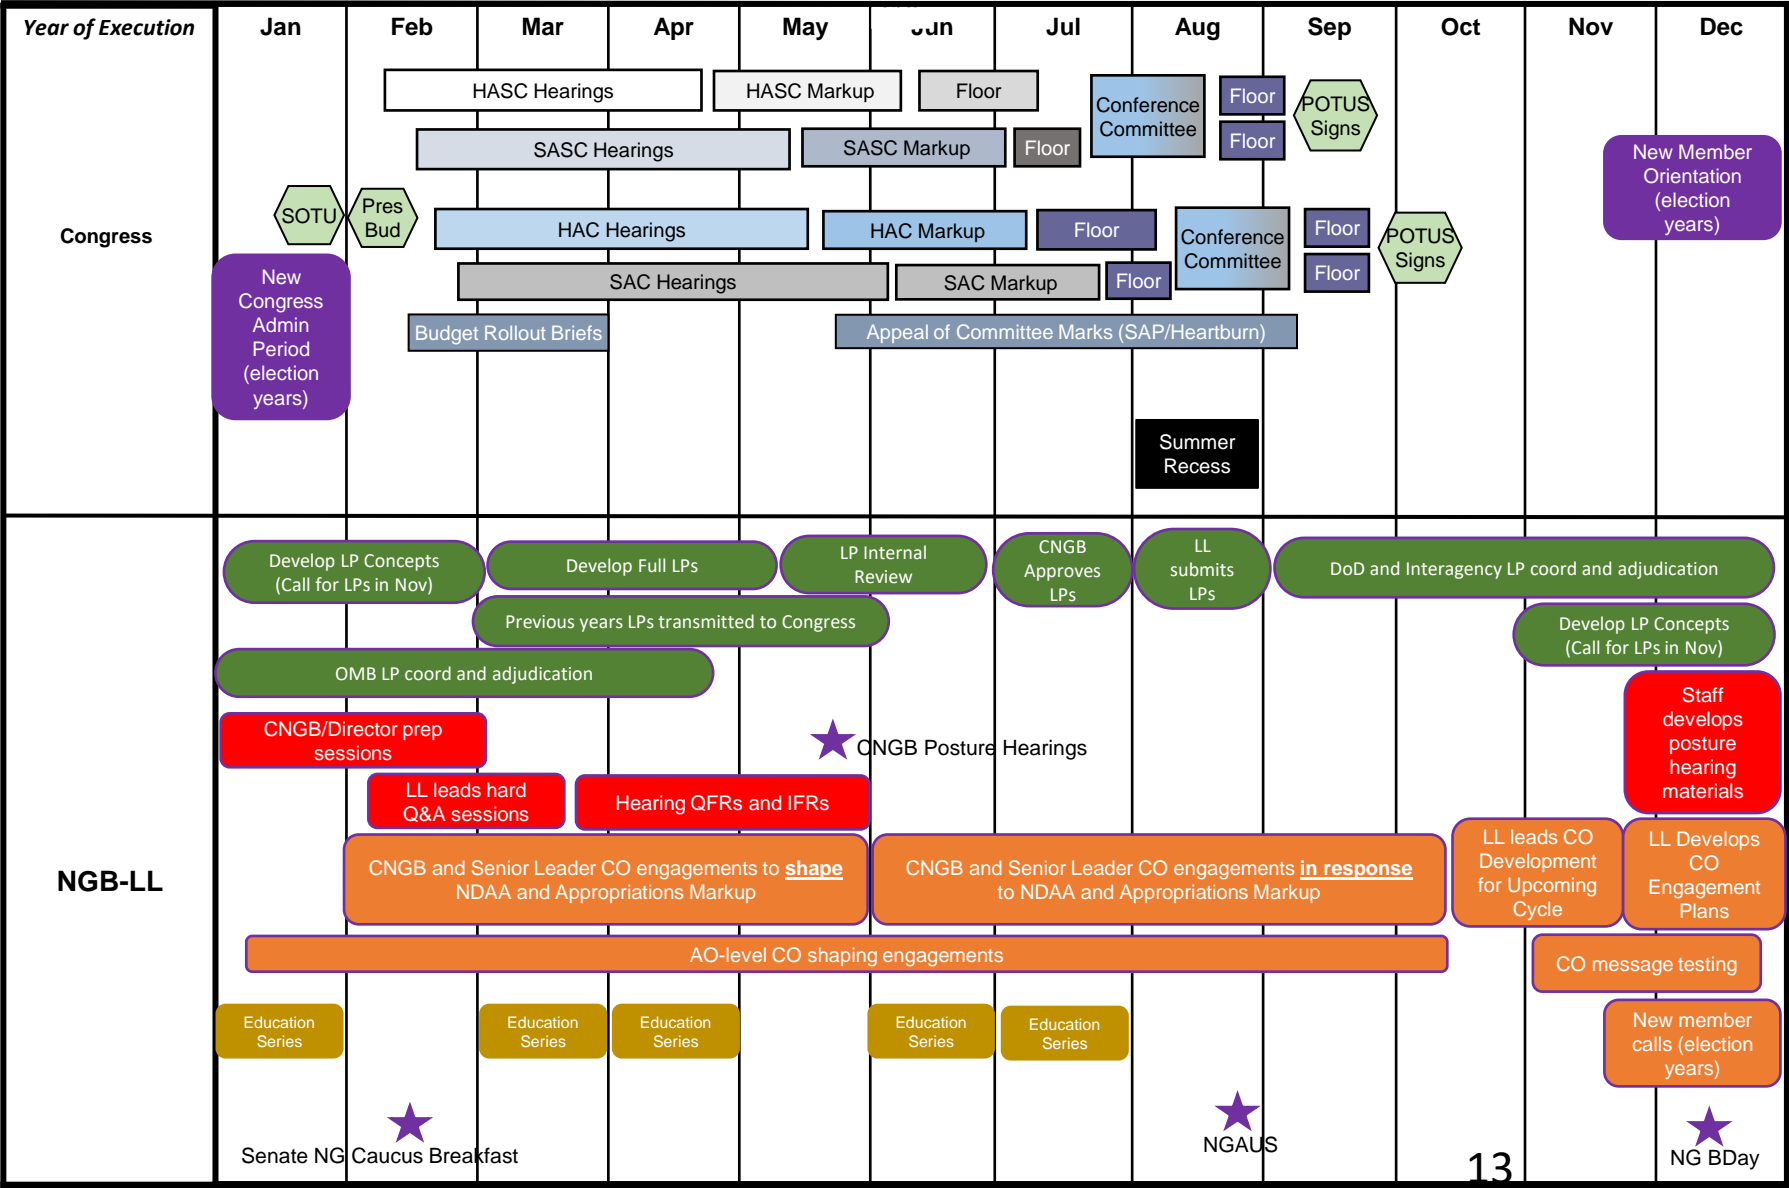 Year of Execution
Jan
Feb
Mar
Apr
May
Jun
Jul
Aug
Sep
Oct
Nov
Dec
Congress
HASC Hearings
HASC Markup
Floor
Conference
Committee
Floor
Floor
POTUS
Signs
SASC Hearings
SASC Markup
Floor
New Member
Orientation
(election
years)
SOTU
Pres
Bud
HAC Hearings
HAC Markup
Floor
Conference
Committee
Floor
Floor
POTUS
Signs
SAC Hearings
SAC Markup
Floor
New
Congress
Admin
Period
(election
years)
Budget Rollout Briefs
Appeal of Committee Marks (SAP/Heartburn)
Summer
Recess
NGB-LL
Develop LP Concepts
(Call for LPs in Nov)
Develop Full LPs
LP Internal
Review
CNGB
Approves
LPs
LL
submits
LPs
DoD and Interagency LP coord and adjudication
Previous years LPs transmitted to Congress
Develop LP Concepts
(Call for LPs in Nov)
OMB LP coord and adjudication
CNGB/Director prep
sessions
CNGB Posture Hearings
Staff
develops
posture
hearing
materials
LL leads hard
Q&A sessions
Hearing QFRs and IFRs
CNGB and Senior Leader CO engagements to shape
NDAA and Appropriations Markup
CNGB and Senior Leader CO engagements in response
to NDAA and Appropriations Markup
LL leads CO
Development
for Upcoming
Cycle
LL Develops
CO
Engagement
Plans
AO-level CO shaping engagements
CO message testing
Education
Series
Education
Series
Education
Series
Education
Series
Education
Series
New member
calls (election
years)
Senate NG Caucus Breakfast
NGAUS
NG BDay
13